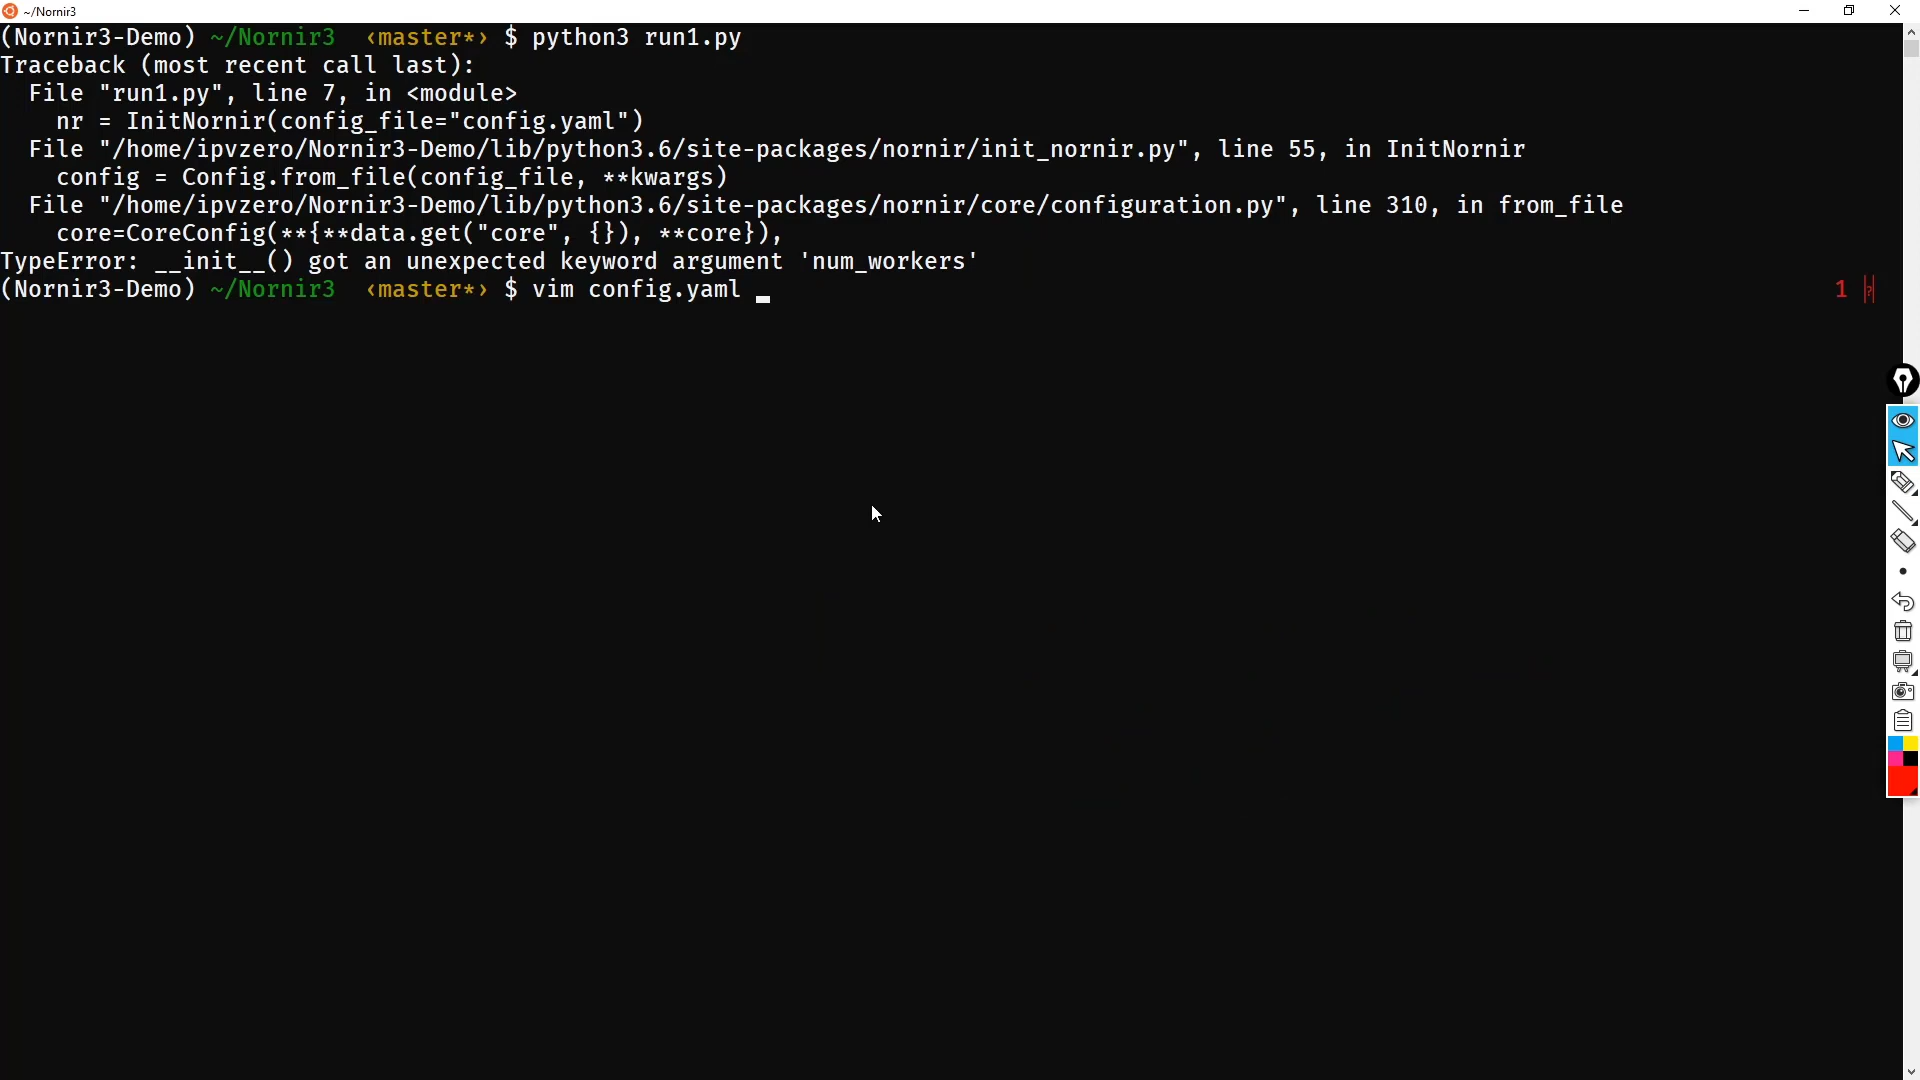 ~/Nornir3
(Nornir3-Demo) ~/Nornir3  ‹master*› $ python3 run1.py
Traceback (most recent call last):
  File "run1.py", line 7, in <module>
    nr = InitNornir(config_file="config.yaml")
  File "/home/ipvzero/Nornir3-Demo/lib/python3.6/site-packages/nornir/init_nornir.py", line 55, in InitNornir
    config = Config.from_file(config_file, **kwargs)
  File "/home/ipvzero/Nornir3-Demo/lib/python3.6/site-packages/nornir/core/configuration.py", line 310, in from_file
    core=CoreConfig(**{**data.get("core", {}), **core}),
TypeError: __init__() got an unexpected keyword argument 'num_workers'
(Nornir3-Demo) ~/Nornir3  ‹master*› $ vim config.yaml 1